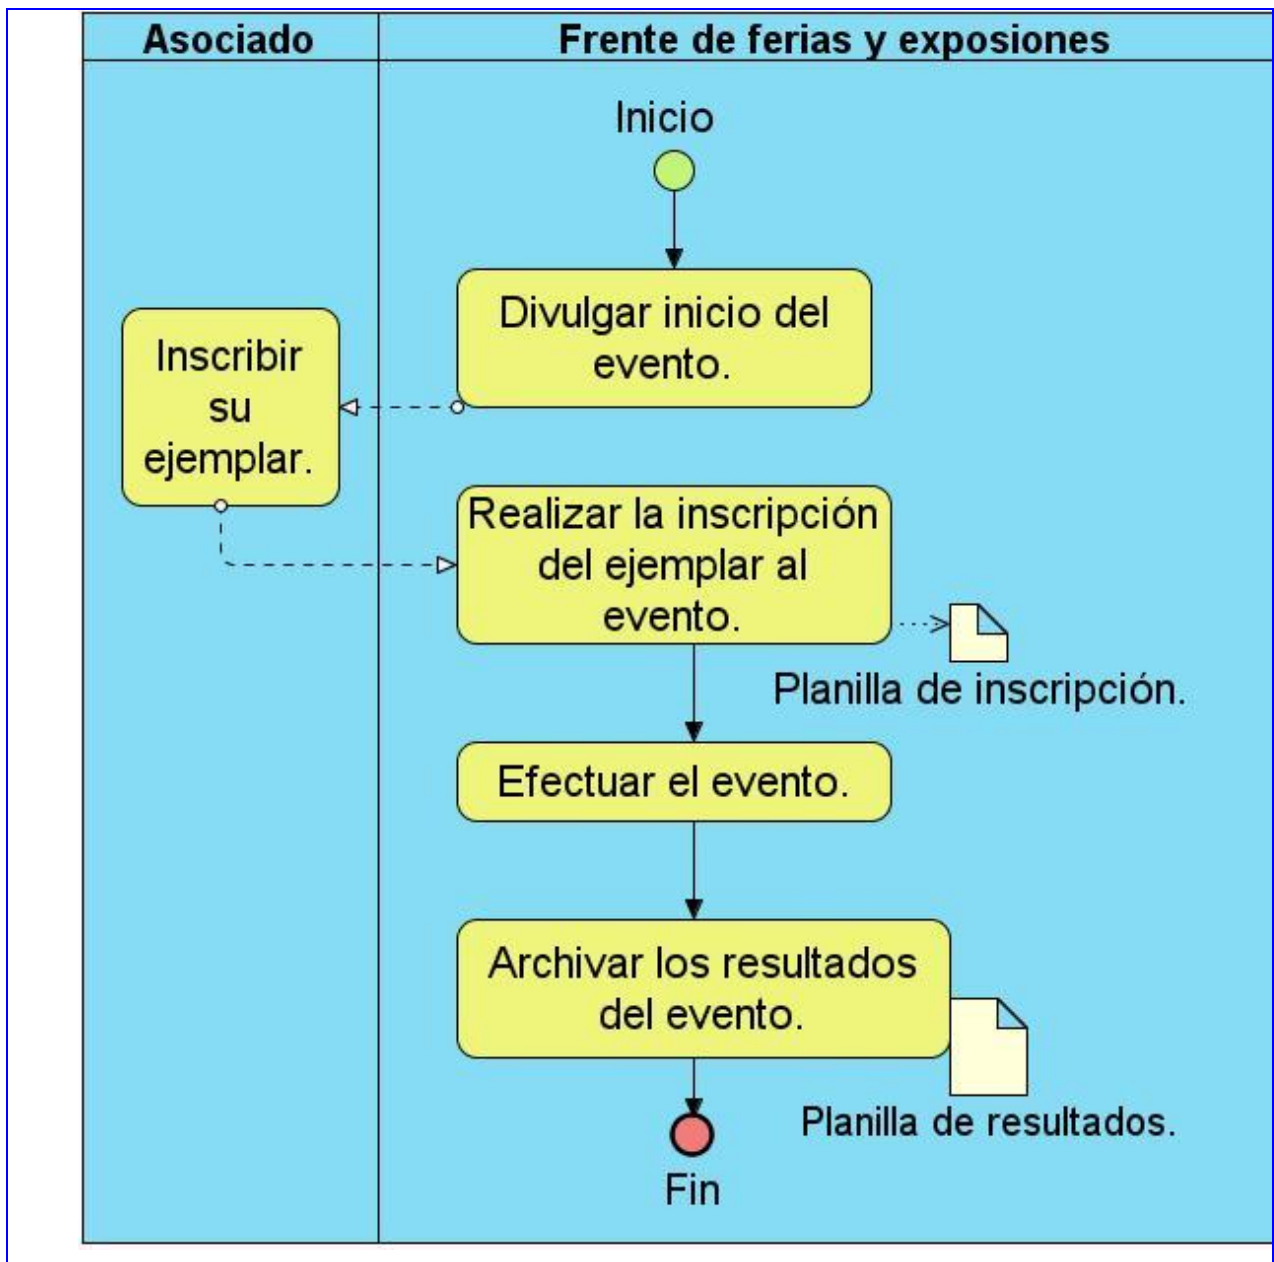 Asociado
Frente de ferias y exposiones
Inicio
Divulgar inicio del
evento.
Inscribir
su
ejemplar.
Realizar la inscripción
del ejemplar al
evento.
Planilla de inscripción.
Efectuar el evento.
Archivar los resultados
del evento.
Planilla de resultados.
Fin